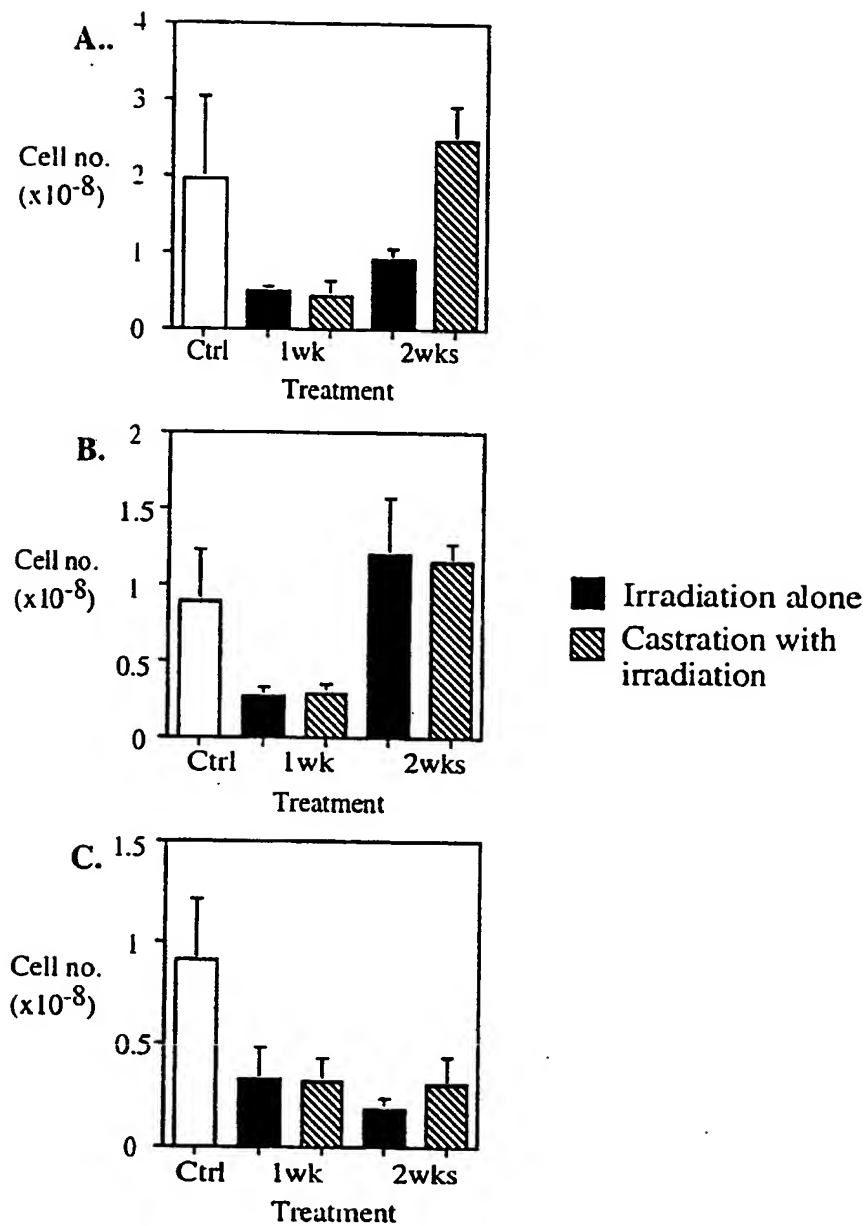 A..
4
3
2
1
0
Cell no.
(x10-8)
Ctrl 1wk 2wks
Treatment
B.
2
1.5
1
0.5
0
Cell no.
(x10-8)
Ctrl 1wk 2wks
Treatment
Irradiation alone
Castration with
irradiation
C.
1.5
1
0.5
0
Cell no.
(x10-8)
Ctrl 1wk 2wks
Treatment